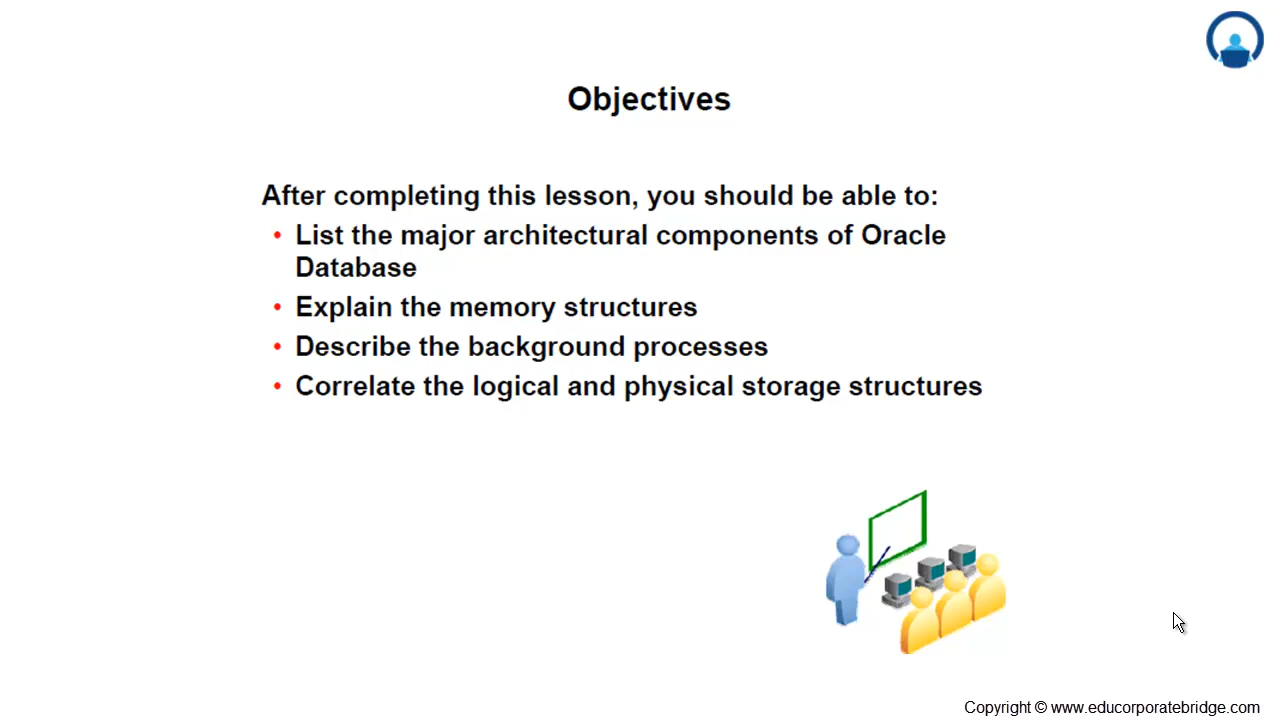 Objectives
After completing this lesson, you should be able to:
• List the major architectural components of Oracle
Database
• Explain the memory structures
• Describe the background processes
• Correlate the logical and physical storage structures
Copyright © www.educorporatebridge.com